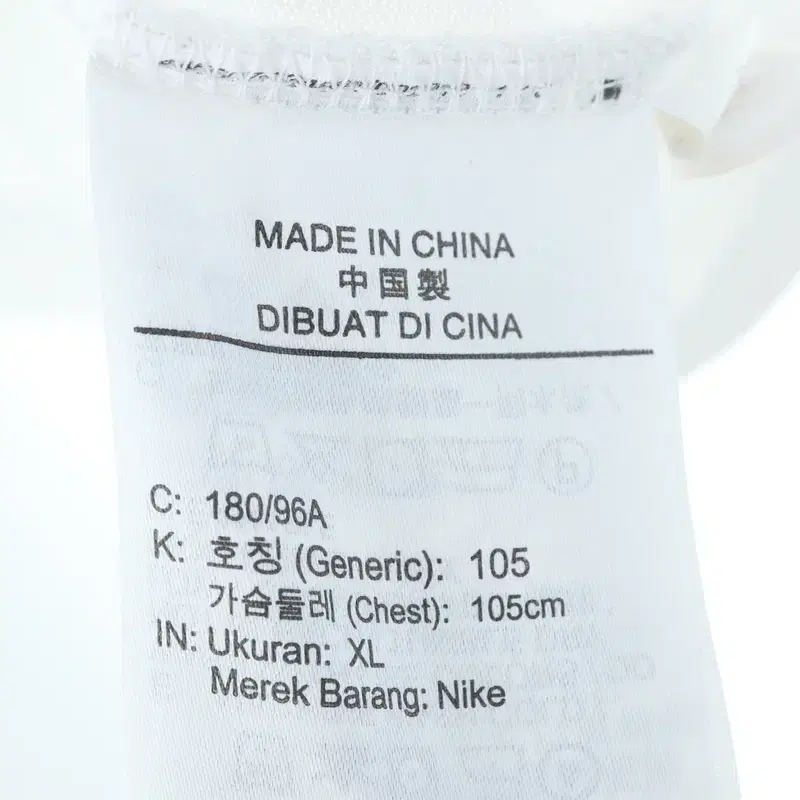 MADE IN CHINA
中国製
DIBUAT DI CINA
C: 180/96A
K: 호칭 (Generic): 105
가슴둘레 (Chest): 105cm
IN: Ukuran: XL
Merek Barang: Nike